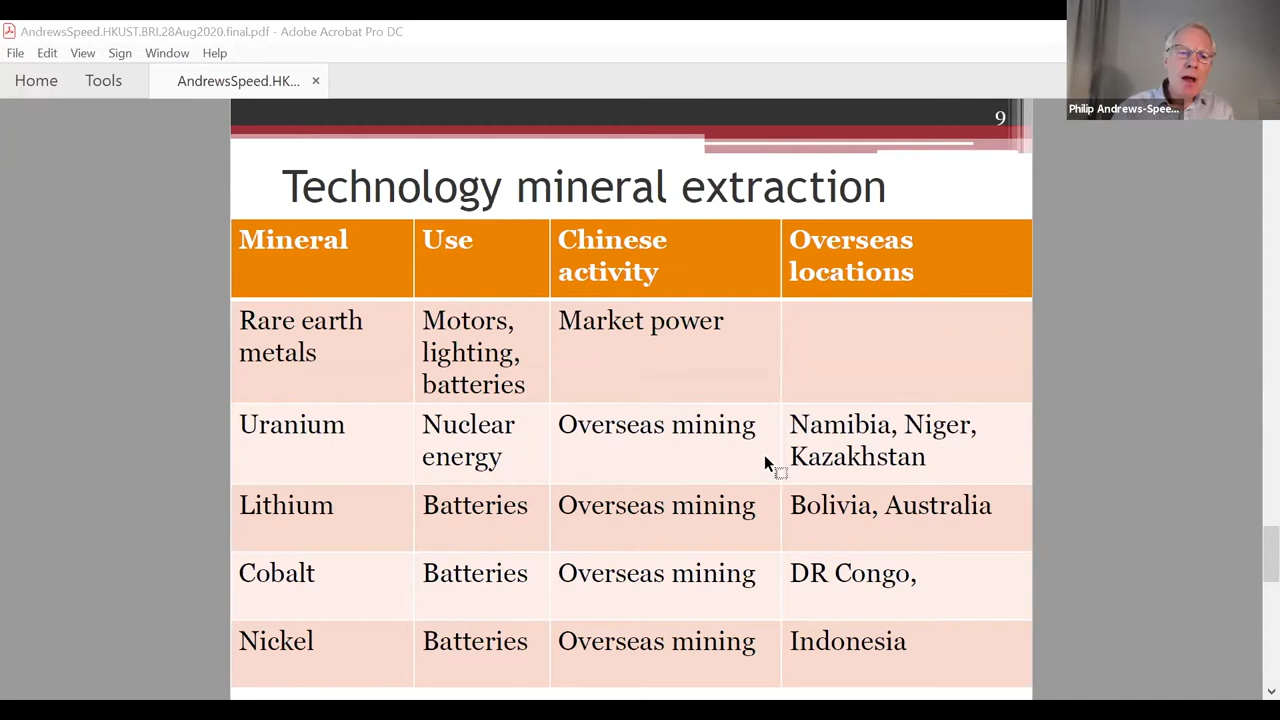 AndrewsSpeed.HKUST.BRI.28Aug2020.final.pdf - Adobe Acrobat Pro DC
File Edit View Sign Window Help
Home Tools AndrewsSpeed.HK... ×
Philip Andrews-Spee...
9
Technology mineral extraction
Mineral Use Chinese activity Overseas locations
Rare earth metals Motors, lighting, batteries Market power
Uranium Nuclear energy Overseas mining Namibia, Niger, Kazakhstan
Lithium Batteries Overseas mining Bolivia, Australia
Cobalt Batteries Overseas mining DR Congo,
Nickel Batteries Overseas mining Indonesia